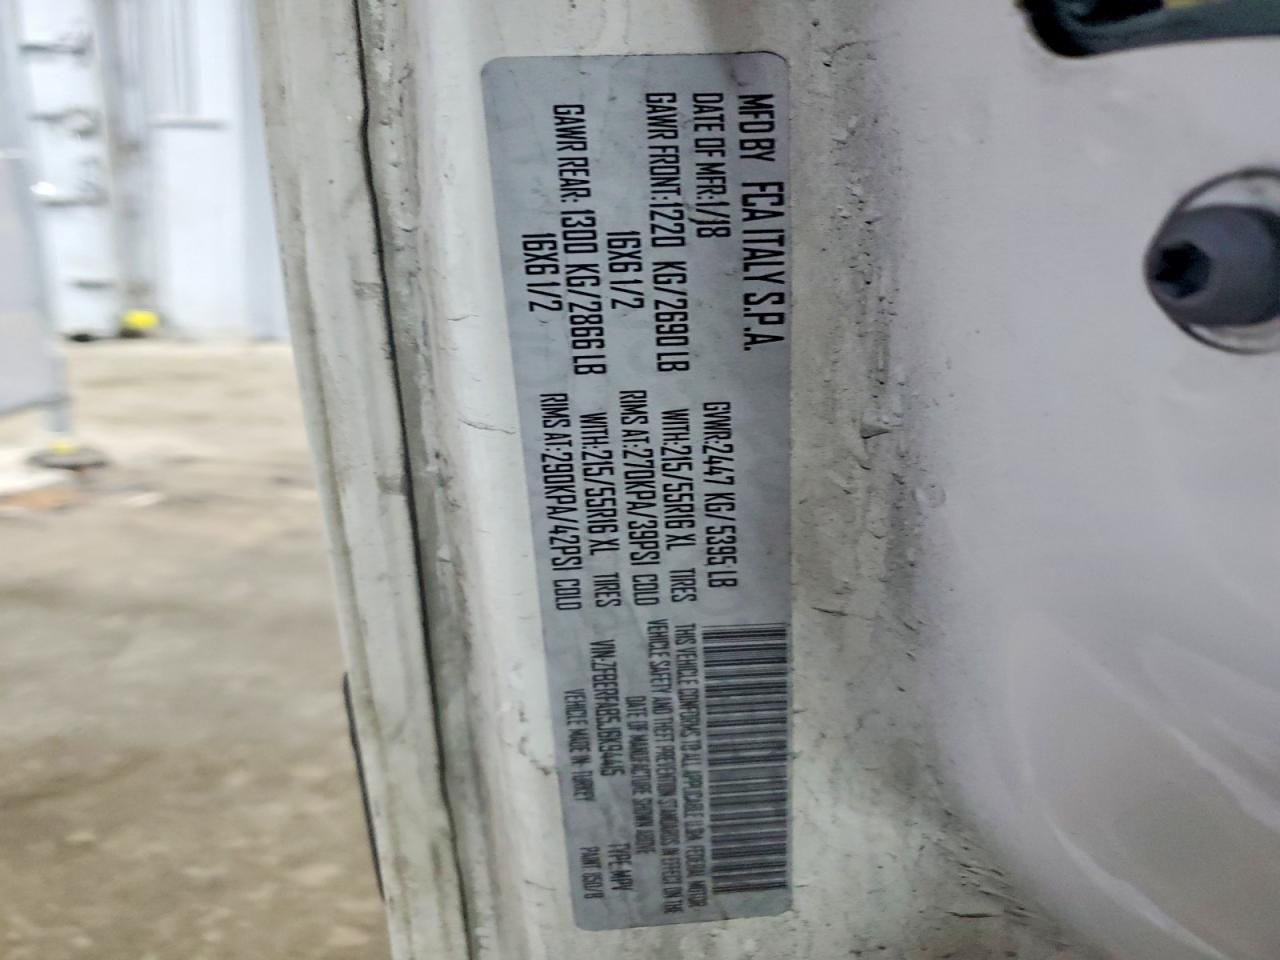 MFD BY FCA ITALY S.P.A.
DATE OF MFR:1/18 GVWR:2447 KG/5395 LB
GAWR FRONT:1220 KG/2690 LB WITH:215/55R16 XL TIRES
16X6 1/2 RIMS AT:270KPA/39PSI COLD
GAWR REAR: 1300 KG/2866 LB WITH:215/55R16 XL TIRES
16X6 1/2 RIMS AT:290KPA/42PSI COLD
THIS VEHICLE CONFORMS TO ALL APPLICABLE FEDERAL MOTOR
VEHICLE SAFETY AND THEFT PREVENTION STANDARDS IN EFFECT ON THE
DATE OF MANUFACTURE SHOWN ABOVE
VIN: TYPE:MPV
VEHICLE MADE IN: TURKEY PAINT